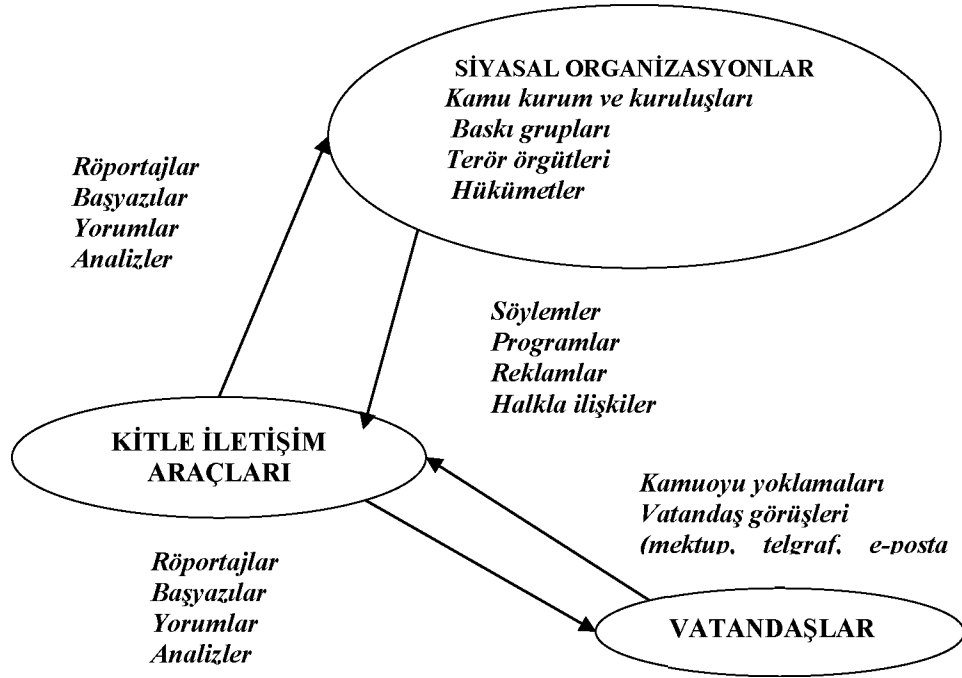 SİYASAL ORGANİZASYONLAR
Kamu kurum ve kuruluşları
Baskı grupları
Terör örgütleri
Hükümetler
Röportajlar
Başyazılar
Yorumlar
Analizler
Söylemler
Programlar
Reklamlar
Halkla ilişkiler
KİTLE İLETİŞİM
ARAÇLARI
Kamuoyu yoklamaları
Vatandaş görüşleri
(mektup, telgraf, e-posta
Röportajlar
Başyazılar
Yorumlar
Analizler
VATANDAŞLAR